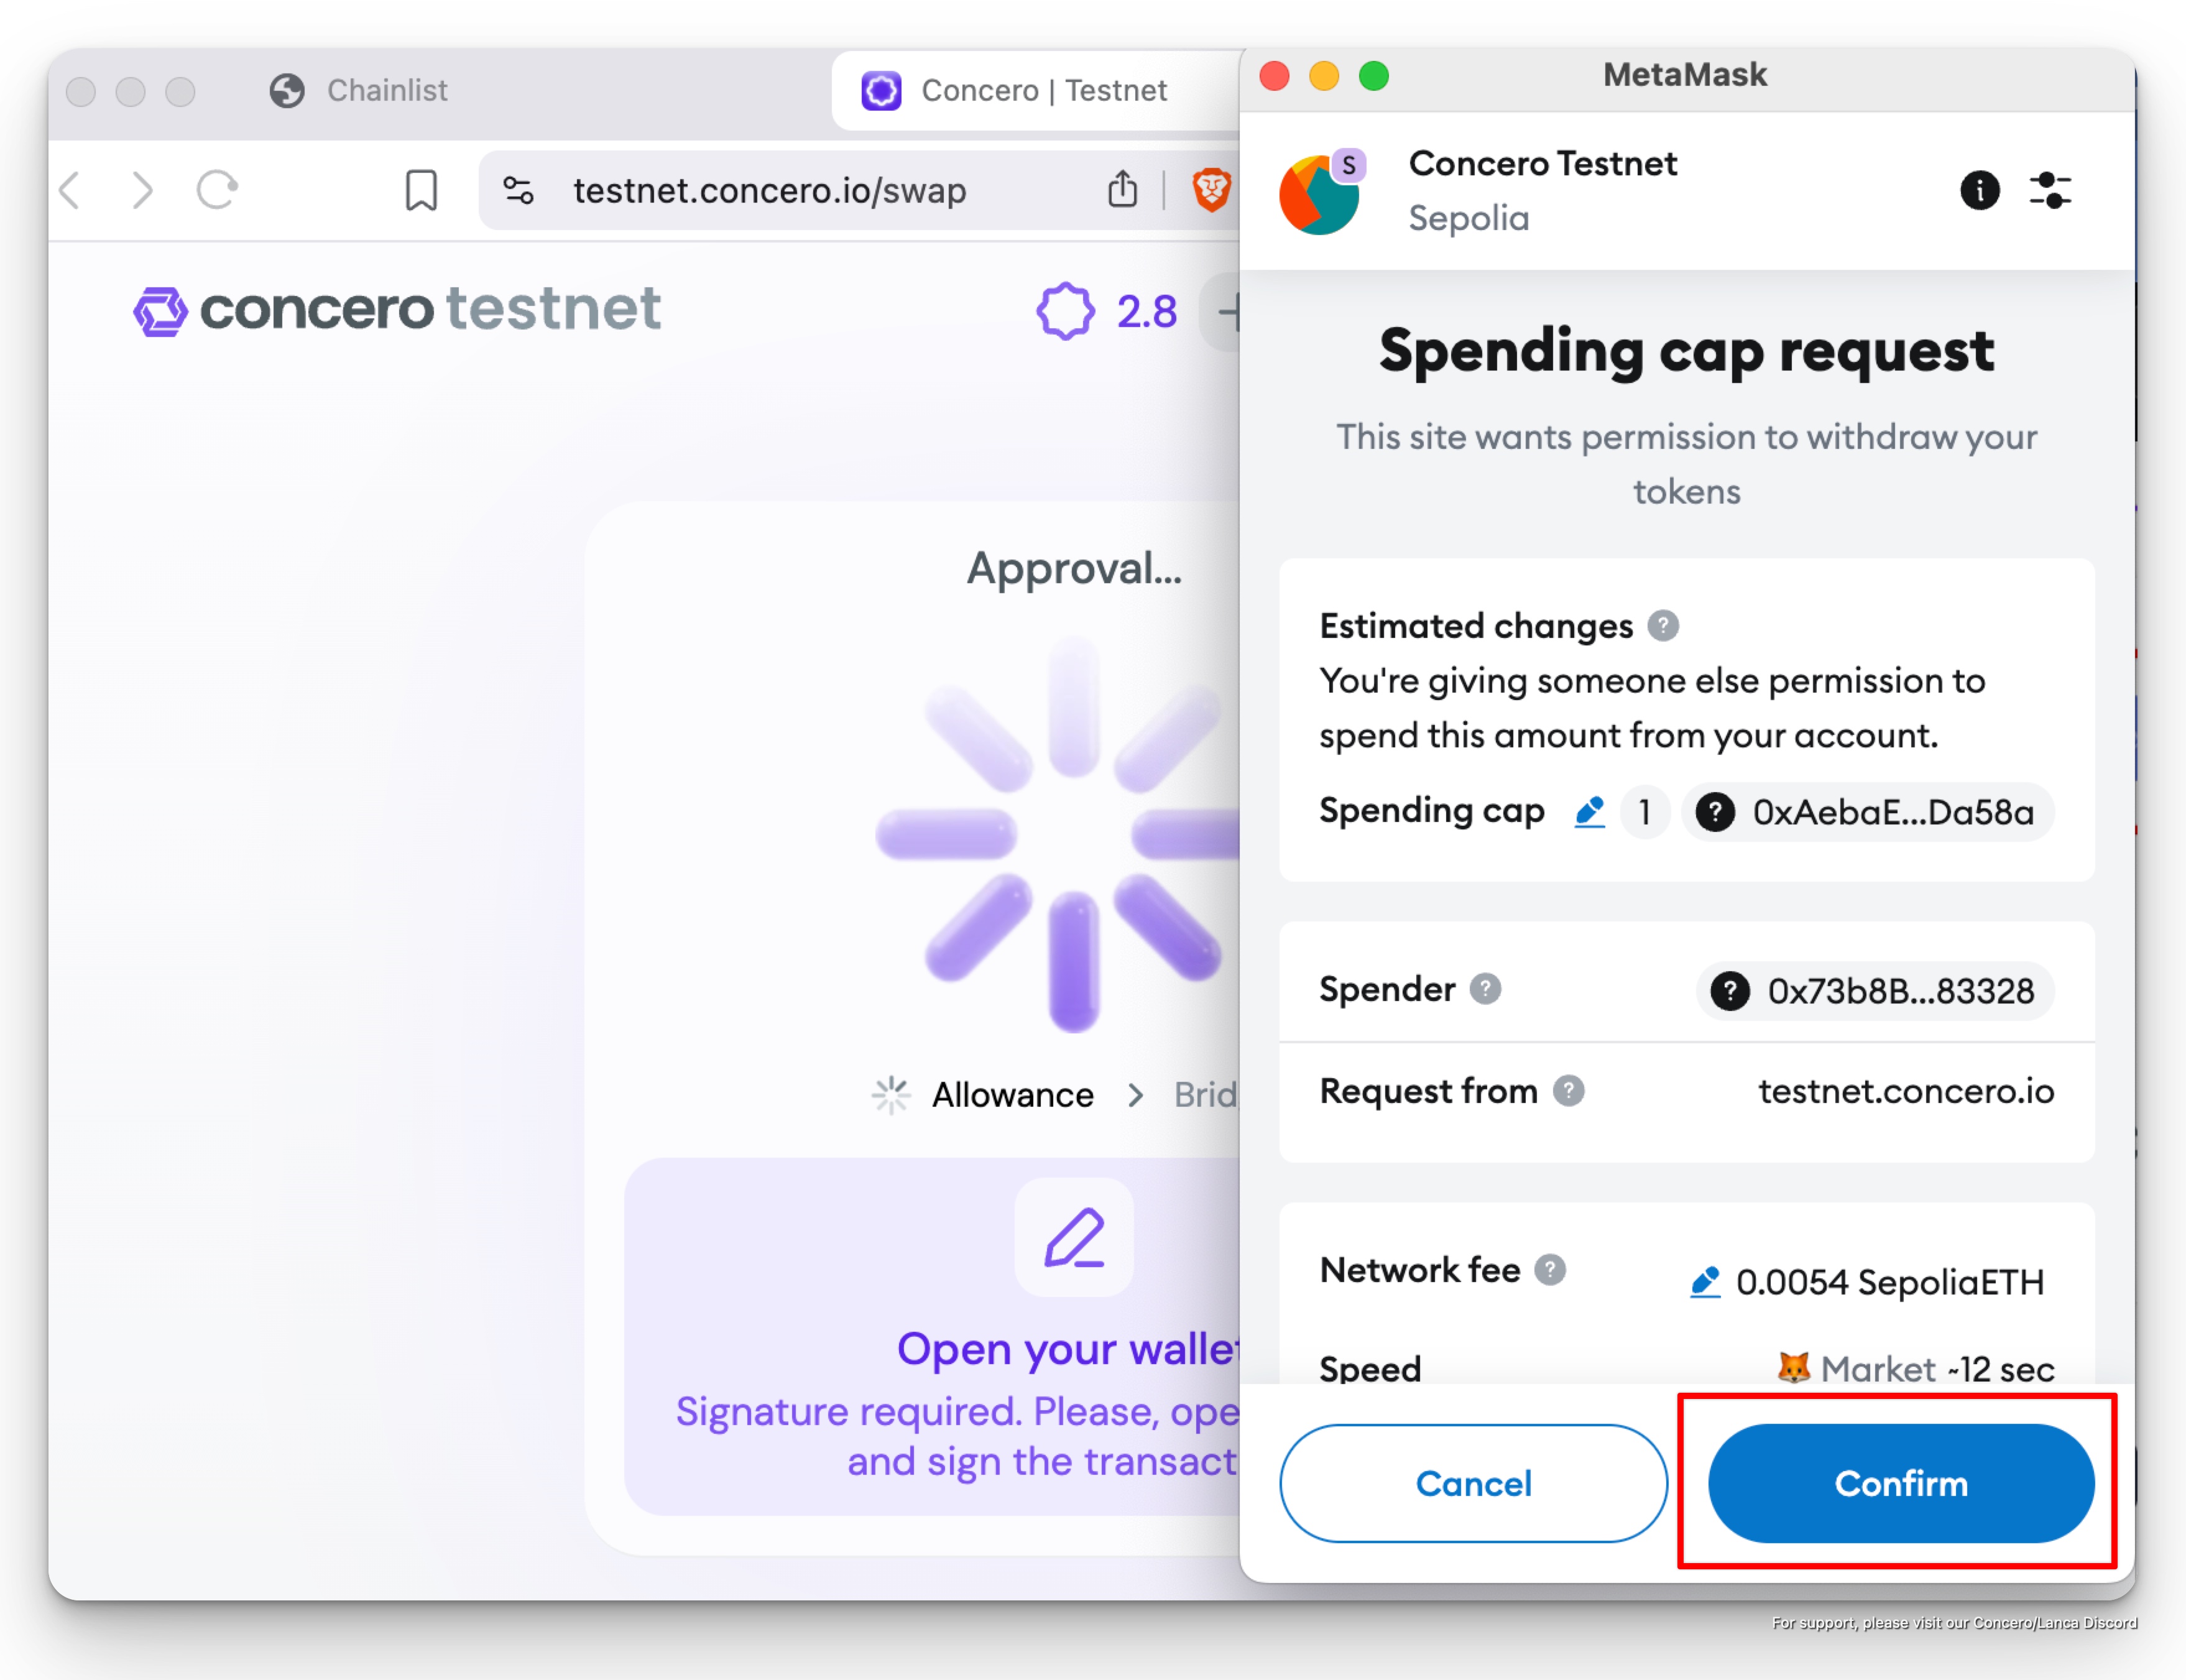 Chainlist
Concero | Testnet
testnet.concero.io/swap
concero testnet
2.8
Approval...
Allowance
Open your wallet
Signature required. Please,
and sign the
MetaMask
S
Concero Testnet
Sepolia
Spending cap request
This site wants permission to withdraw your
tokens
Estimated changes ?
You're giving someone else permission to
spend this amount from your account.
Spending cap 1 ? 0xAebaE...Da58a
Spender ? ? 0x73b8B...83328
Request from ? testnet.concero.io
Network fee ? 0.0054 SepoliaETH
Speed Market ~12 sec
Cancel
Confirm
For support, please visit our Concero/Lanca Discord